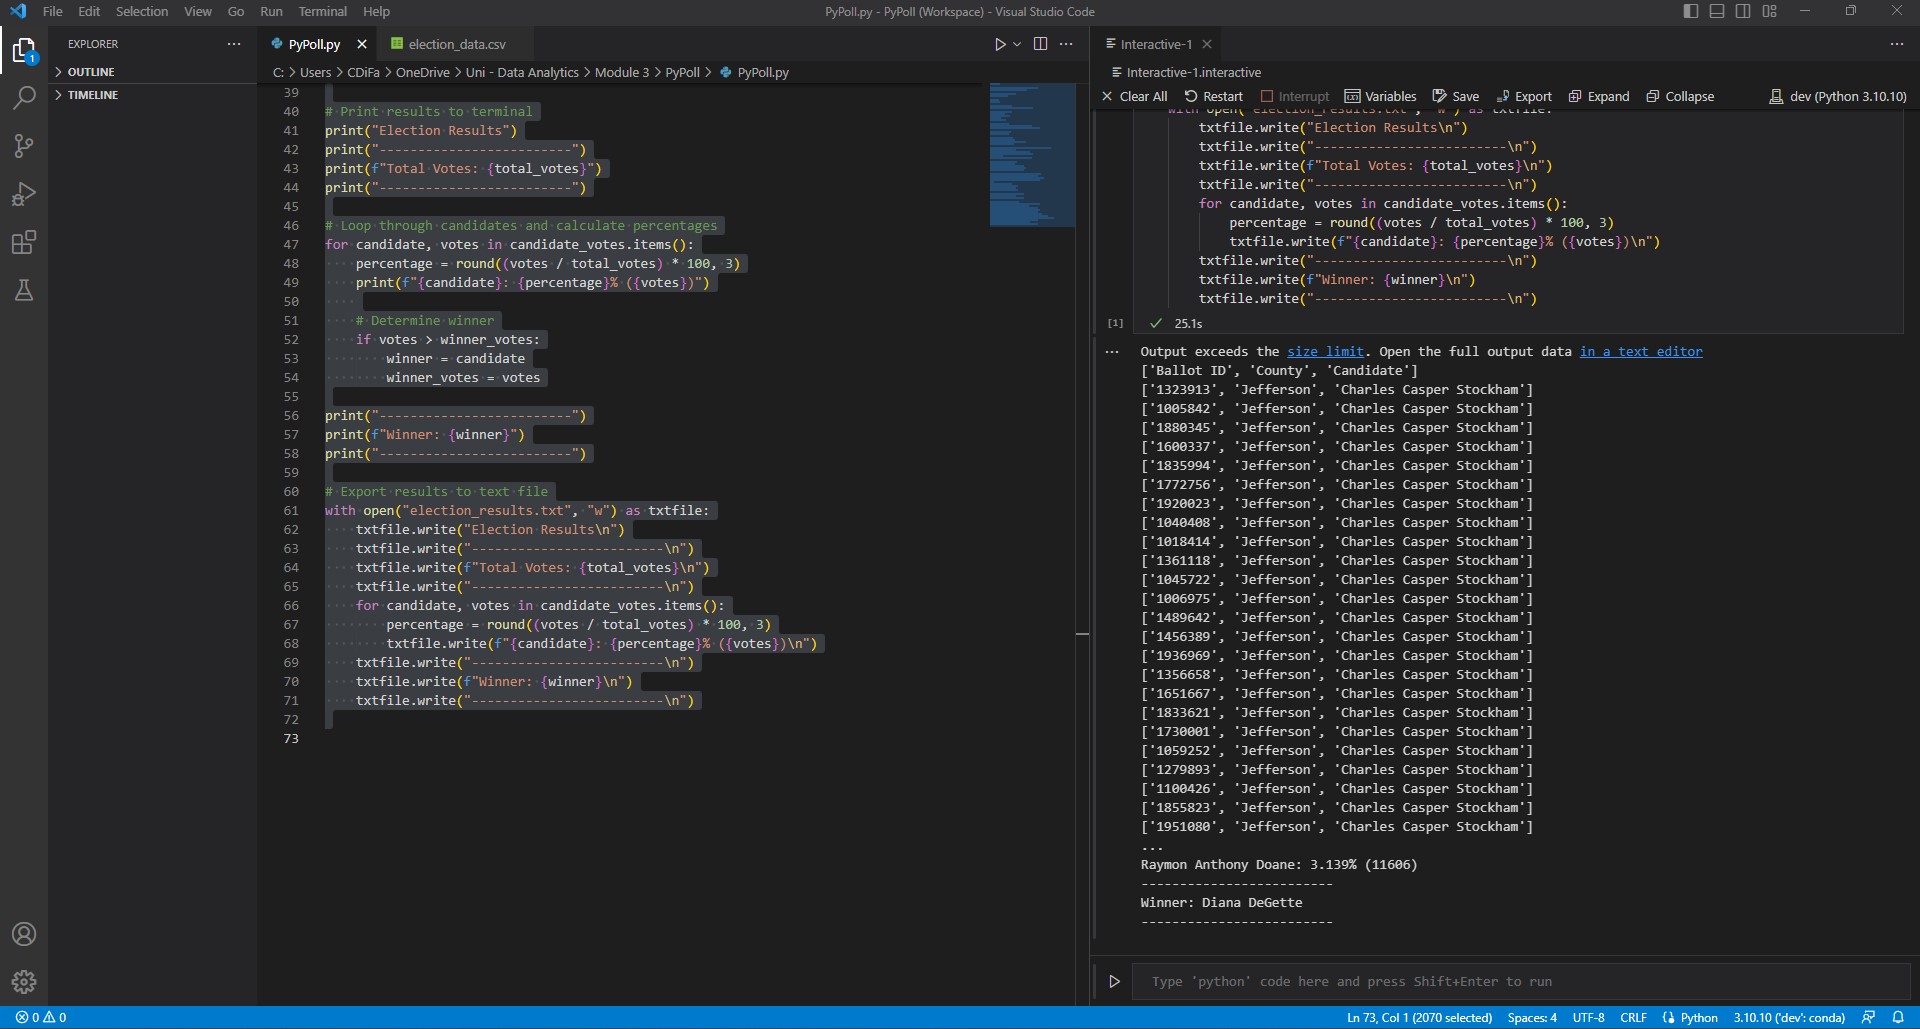 File Edit Selection View Go Run Terminal Help
PyPoll.py - PyPoll (Workspace) - Visual Studio Code
EXPLORER
OUTLINE
TIMELINE
1
PyPoll.py
election_data.csv
C: > Users > CDiFa > OneDrive > Uni - Data Analytics > Module 3 > PyPoll > PyPoll.py
39
40 # Print results to terminal
41 print("Election Results")
42 print("-------------------------")
43 print(f"Total Votes: {total_votes}")
44 print("-------------------------")
45
46 # Loop through candidates and calculate percentages
47 for candidate, votes in candidate_votes.items():
48     percentage = round((votes / total_votes) * 100, 3)
49     print(f"{candidate}: {percentage}% ({votes})")
50
51     # Determine winner
52     if votes > winner_votes:
53         winner = candidate
54         winner_votes = votes
55
56 print("-------------------------")
57 print(f"Winner: {winner}")
58 print("-------------------------")
59
60 # Export results to text file
61 with open("election_results.txt", "w") as txtfile:
62     txtfile.write("Election Results\n")
63     txtfile.write("-------------------------\n")
64     txtfile.write(f"Total Votes: {total_votes}\n")
65     txtfile.write("-------------------------\n")
66     for candidate, votes in candidate_votes.items():
67         percentage = round((votes / total_votes) * 100, 3)
68         txtfile.write(f"{candidate}: {percentage}% ({votes})\n")
69     txtfile.write("-------------------------\n")
70     txtfile.write(f"Winner: {winner}\n")
71     txtfile.write("-------------------------\n")
72
73
Interactive-1
Interactive-1.interactive
Clear All Restart Interrupt Variables Save Export Expand Collapse dev (Python 3.10.10)
with open("election_results.txt", "w") as txtfile:
txtfile.write("Election Results\n")
txtfile.write("-------------------------\n")
txtfile.write(f"Total Votes: {total_votes}\n")
txtfile.write("-------------------------\n")
for candidate, votes in candidate_votes.items():
percentage = round((votes / total_votes) * 100, 3)
txtfile.write(f"{candidate}: {percentage}% ({votes})\n")
txtfile.write("-------------------------\n")
txtfile.write(f"Winner: {winner}\n")
txtfile.write("-------------------------\n")
[1] ✓ 25.1s
... Output exceeds the size limit. Open the full output data in a text editor
['Ballot ID', 'County', 'Candidate']
['1323913', 'Jefferson', 'Charles Casper Stockham']
['1005842', 'Jefferson', 'Charles Casper Stockham']
['1880345', 'Jefferson', 'Charles Casper Stockham']
['1600337', 'Jefferson', 'Charles Casper Stockham']
['1835994', 'Jefferson', 'Charles Casper Stockham']
['1772756', 'Jefferson', 'Charles Casper Stockham']
['1920023', 'Jefferson', 'Charles Casper Stockham']
['1040408', 'Jefferson', 'Charles Casper Stockham']
['1018414', 'Jefferson', 'Charles Casper Stockham']
['1361118', 'Jefferson', 'Charles Casper Stockham']
['1045722', 'Jefferson', 'Charles Casper Stockham']
['1006975', 'Jefferson', 'Charles Casper Stockham']
['1489642', 'Jefferson', 'Charles Casper Stockham']
['1456389', 'Jefferson', 'Charles Casper Stockham']
['1936969', 'Jefferson', 'Charles Casper Stockham']
['1356658', 'Jefferson', 'Charles Casper Stockham']
['1651667', 'Jefferson', 'Charles Casper Stockham']
['1833621', 'Jefferson', 'Charles Casper Stockham']
['1730001', 'Jefferson', 'Charles Casper Stockham']
['1059252', 'Jefferson', 'Charles Casper Stockham']
['1279893', 'Jefferson', 'Charles Casper Stockham']
['1100426', 'Jefferson', 'Charles Casper Stockham']
['1855823', 'Jefferson', 'Charles Casper Stockham']
['1951080', 'Jefferson', 'Charles Casper Stockham']
...
Raymon Anthony Doane: 3.139% (11606)
-------------------------
Winner: Diana DeGette
-------------------------
Type 'python' code here and press Shift+Enter to run
0 0
Ln 73, Col 1 (2070 selected) Spaces: 4 UTF-8 CRLF Python 3.10.10 ('dev': conda)